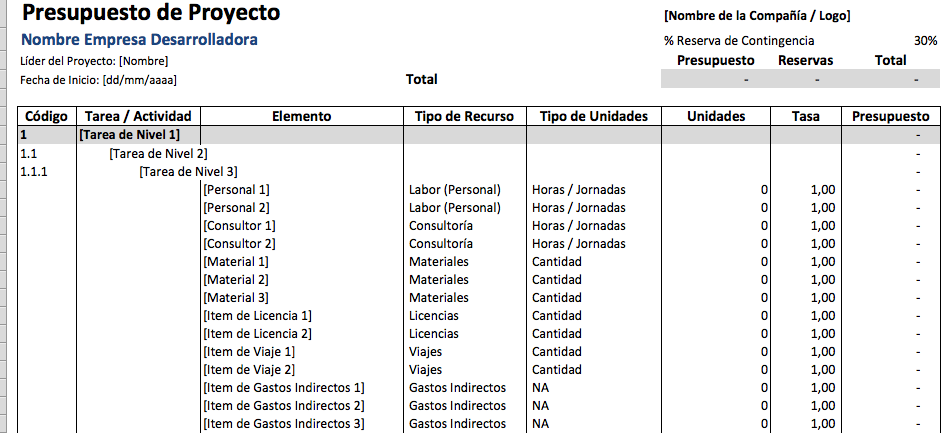 Presupuesto de Proyecto
[Nombre de la Compañía / Logo]
Nombre Empresa Desarrolladora
% Reserva de Contingencia 30%
Líder del Proyecto: [Nombre]
Presupuesto Reservas Total
Fecha de Inicio: [dd/mm/aaaa] Total - - -
Código Tarea / Actividad Elemento Tipo de Recurso Tipo de Unidades Unidades Tasa Presupuesto
1 [Tarea de Nivel 1] -
1.1 [Tarea de Nivel 2] -
1.1.1 [Tarea de Nivel 3] -
[Personal 1] Labor (Personal) Horas / Jornadas 0 1,00 -
[Personal 2] Labor (Personal) Horas / Jornadas 0 1,00 -
[Consultor 1] Consultoría Horas / Jornadas 0 1,00 -
[Consultor 2] Consultoría Horas / Jornadas 0 1,00 -
[Material 1] Materiales Cantidad 0 1,00 -
[Material 2] Materiales Cantidad 0 1,00 -
[Material 3] Materiales Cantidad 0 1,00 -
[Item de Licencia 1] Licencias Cantidad 0 1,00 -
[Item de Licencia 2] Licencias Cantidad 0 1,00 -
[Item de Viaje 1] Viajes Cantidad 0 1,00 -
[Item de Viaje 2] Viajes Cantidad 0 1,00 -
[Item de Gastos Indirectos 1] Gastos Indirectos NA 0 1,00 -
[Item de Gastos Indirectos 2] Gastos Indirectos NA 0 1,00 -
[Item de Gastos Indirectos 3] Gastos Indirectos NA 0 1,00 -